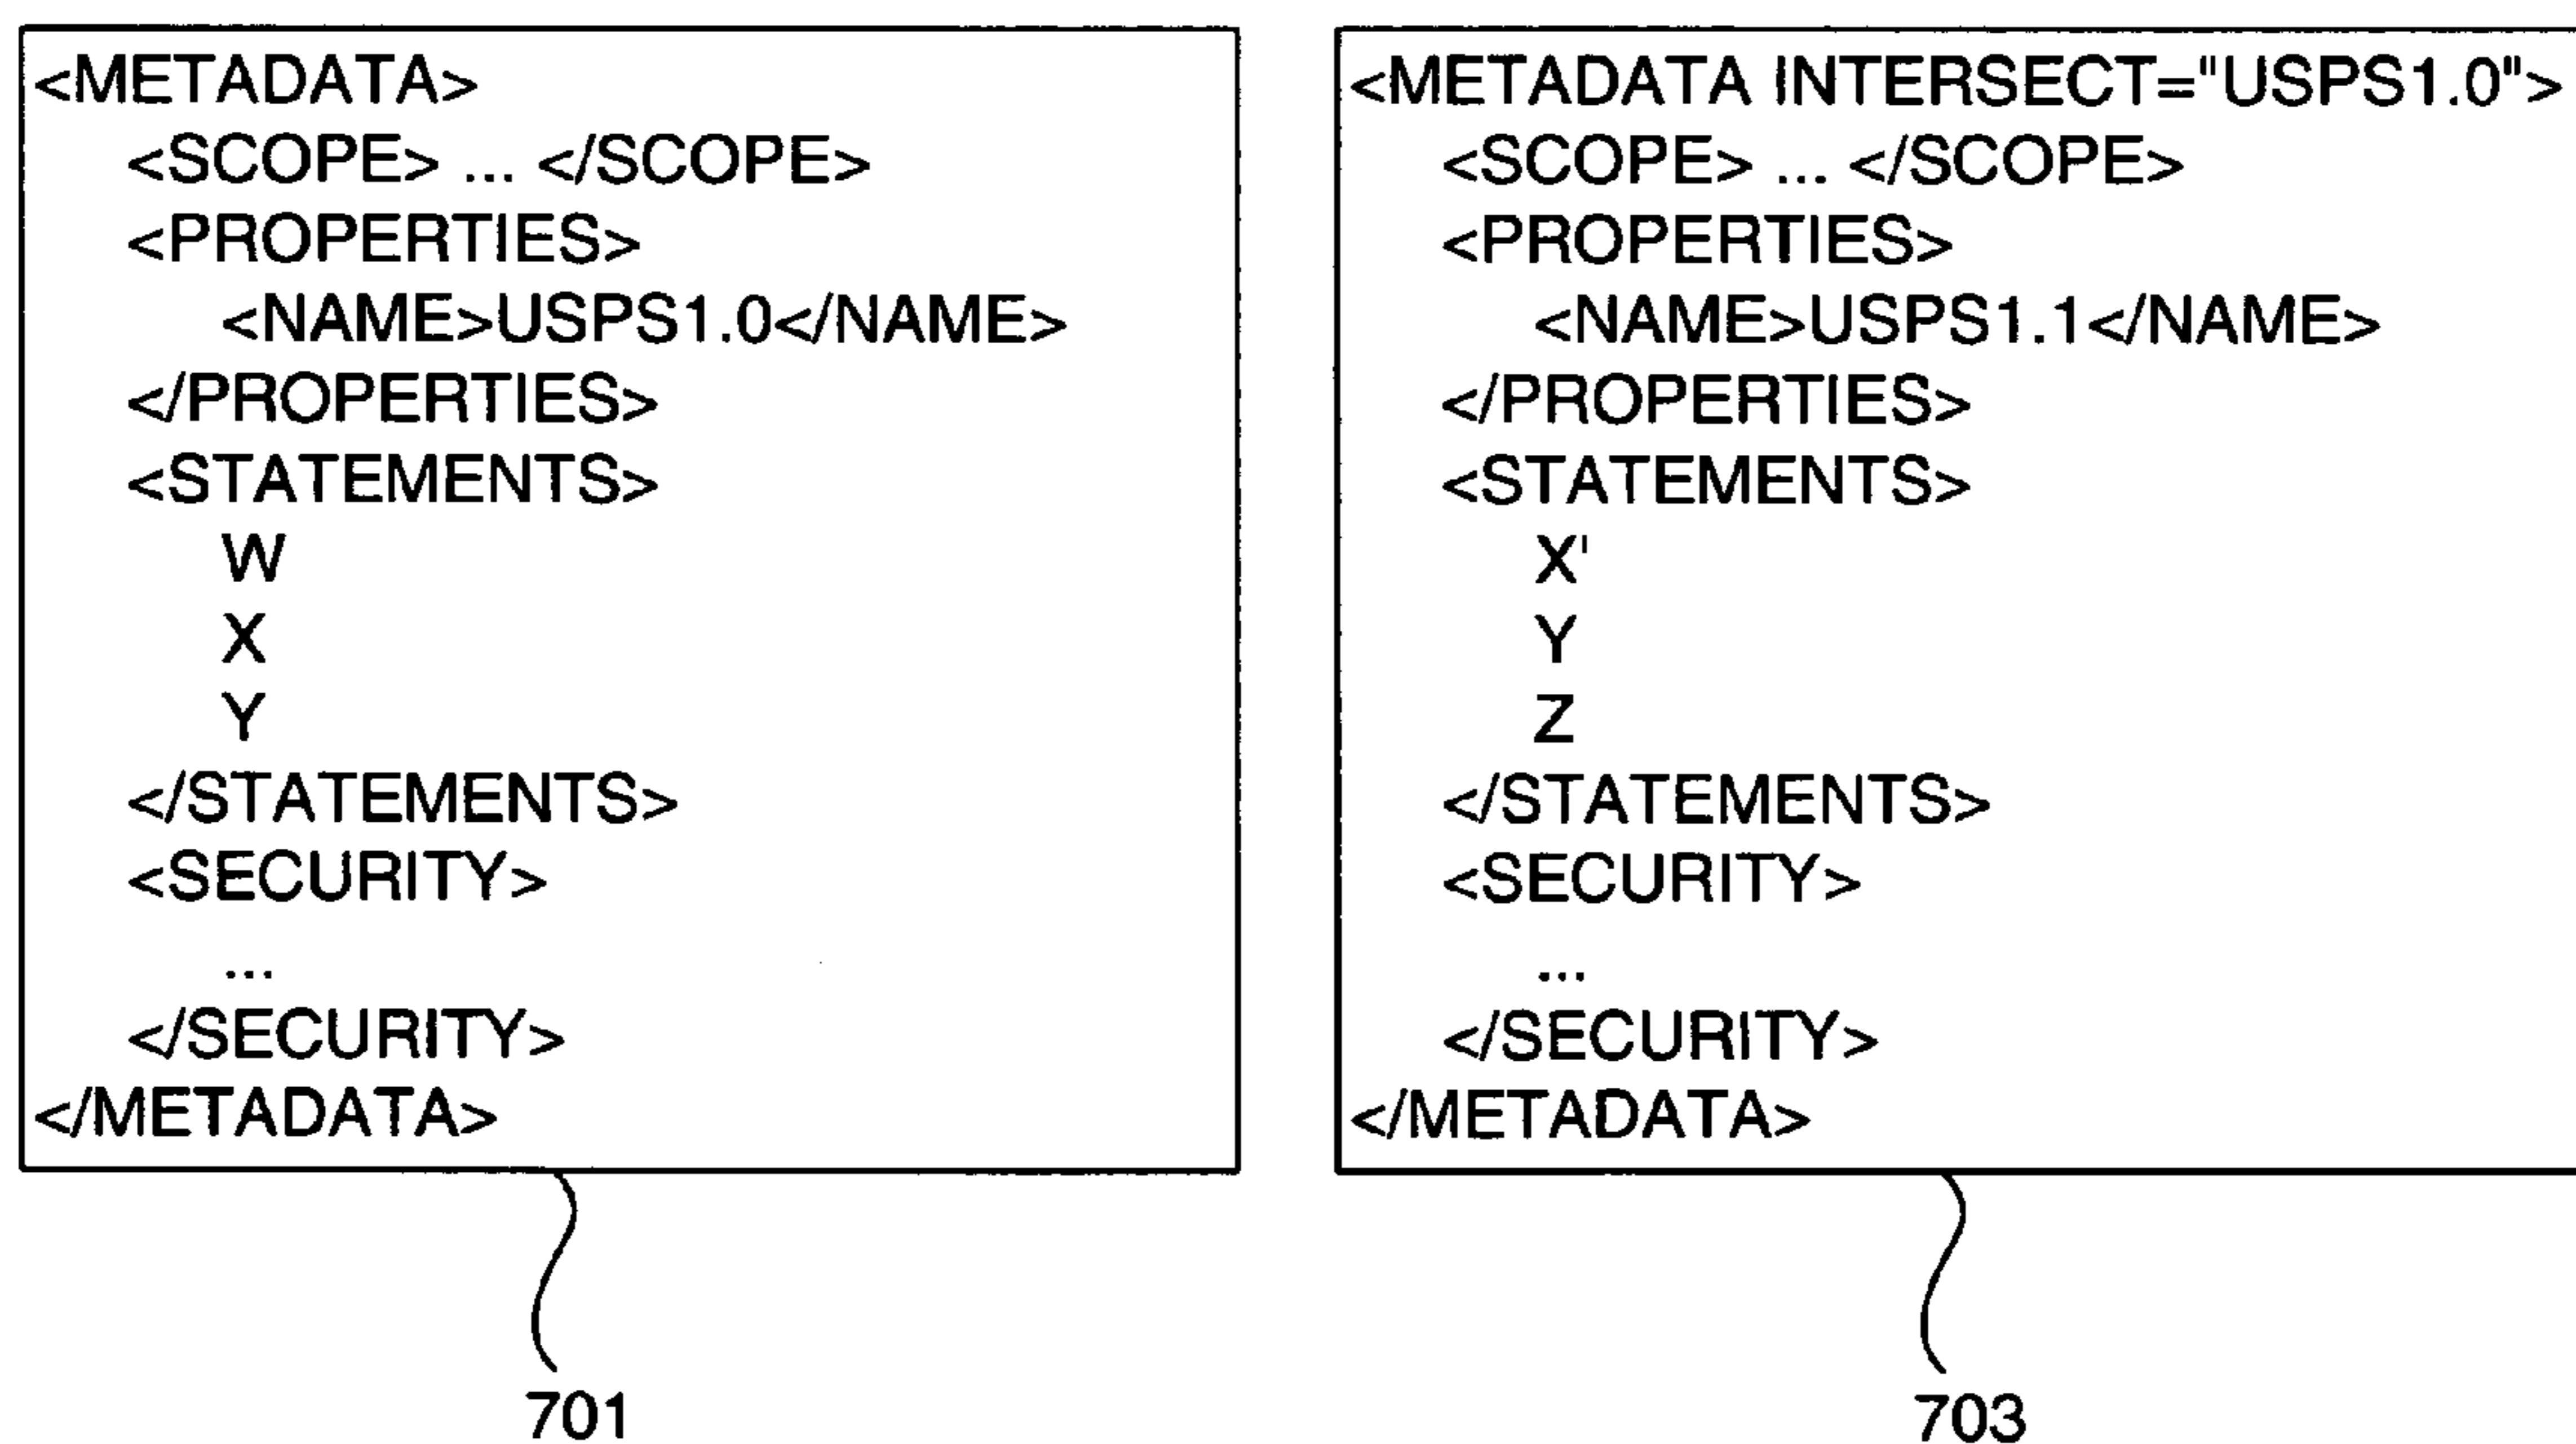 <METADATA>
<SCOPE> ... </SCOPE>
<PROPERTIES>
<NAME>USPS1.0</NAME>
</PROPERTIES>
<STATEMENTS>
W
X
Y
</STATEMENTS>
<SECURITY>
...
</SECURITY>
</METADATA>
701
<METADATA INTERSECT="USPS1.0">
<SCOPE> ... </SCOPE>
<PROPERTIES>
<NAME>USPS1.1</NAME>
</PROPERTIES>
<STATEMENTS>
X'
Y
Z
</STATEMENTS>
<SECURITY>
...
</SECURITY>
</METADATA>
703